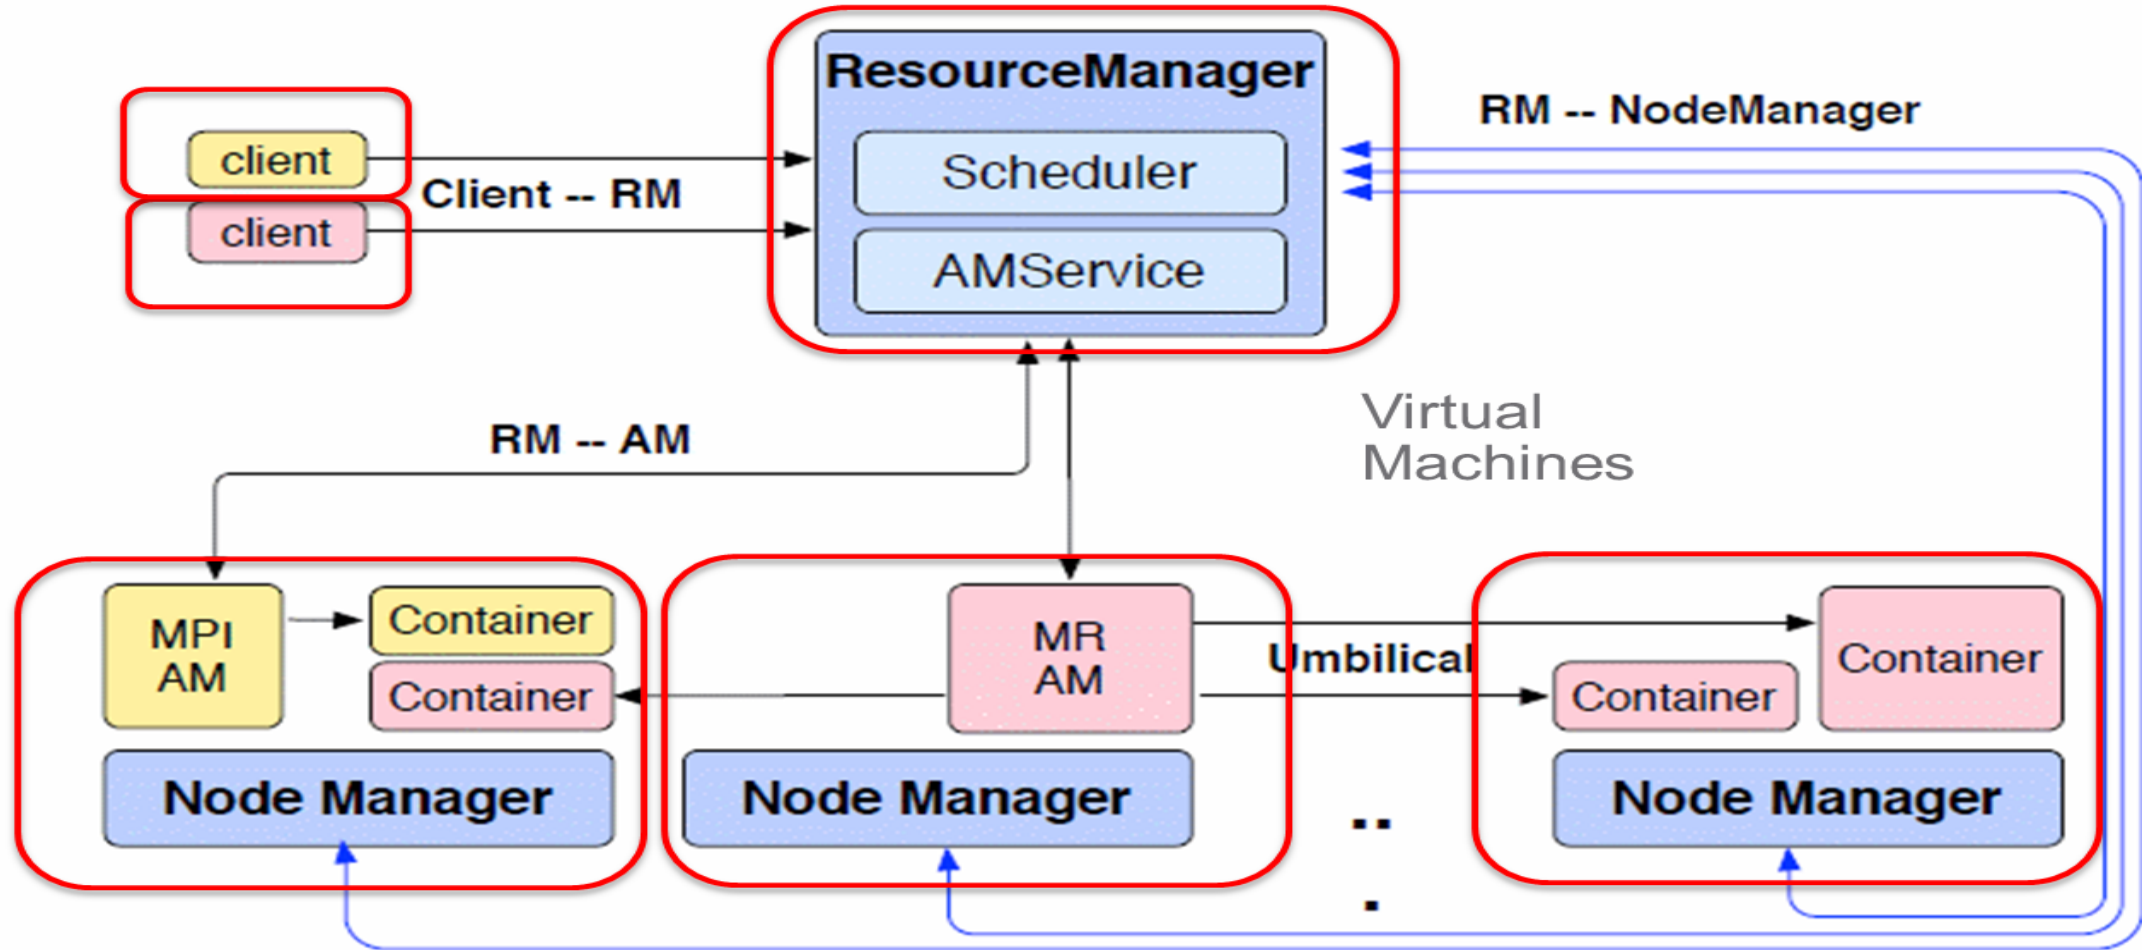 ResourceManager
RM -- NodeManager
client
Scheduler
Client -- RM
client
AMService
Virtual
Machines
RM -- AM
MPI
AM
Container
Container
MR
AM
Umbilical
Container
Container
Node Manager
Node Manager
..
.
Node Manager